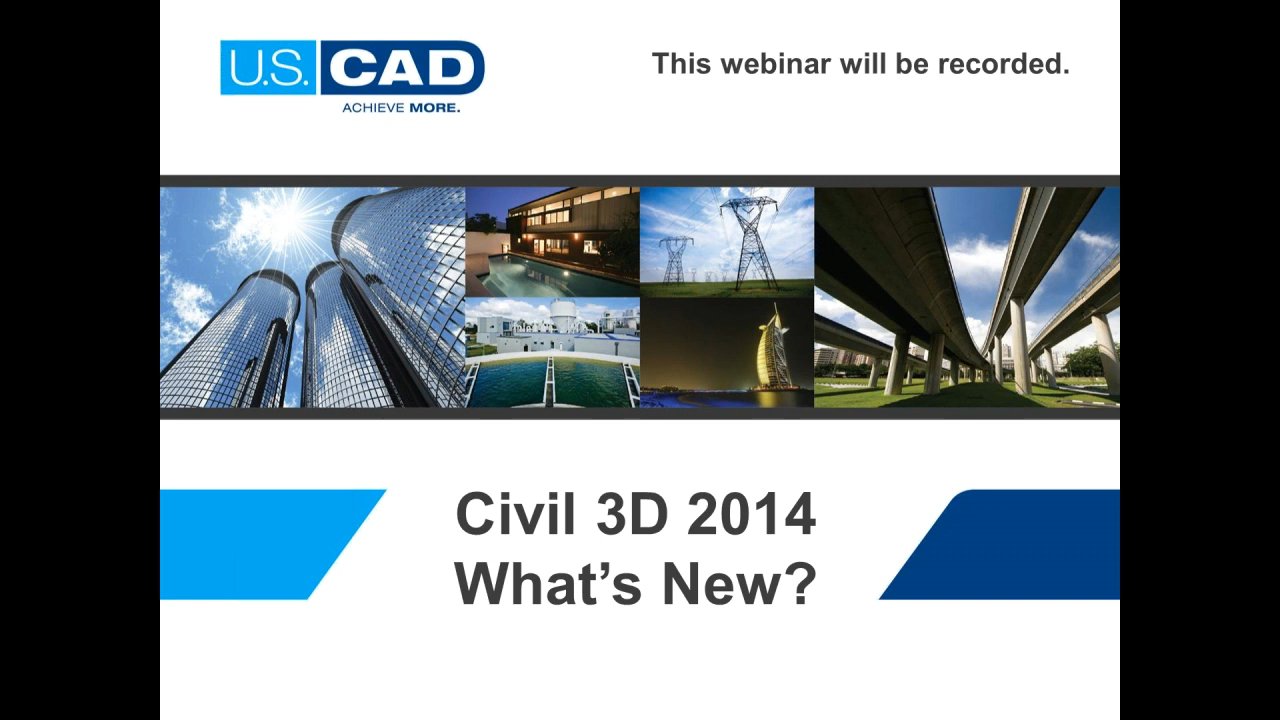 U.S. CAD
ACHIEVE MORE.
This webinar will be recorded.
Civil 3D 2014
What’s New?